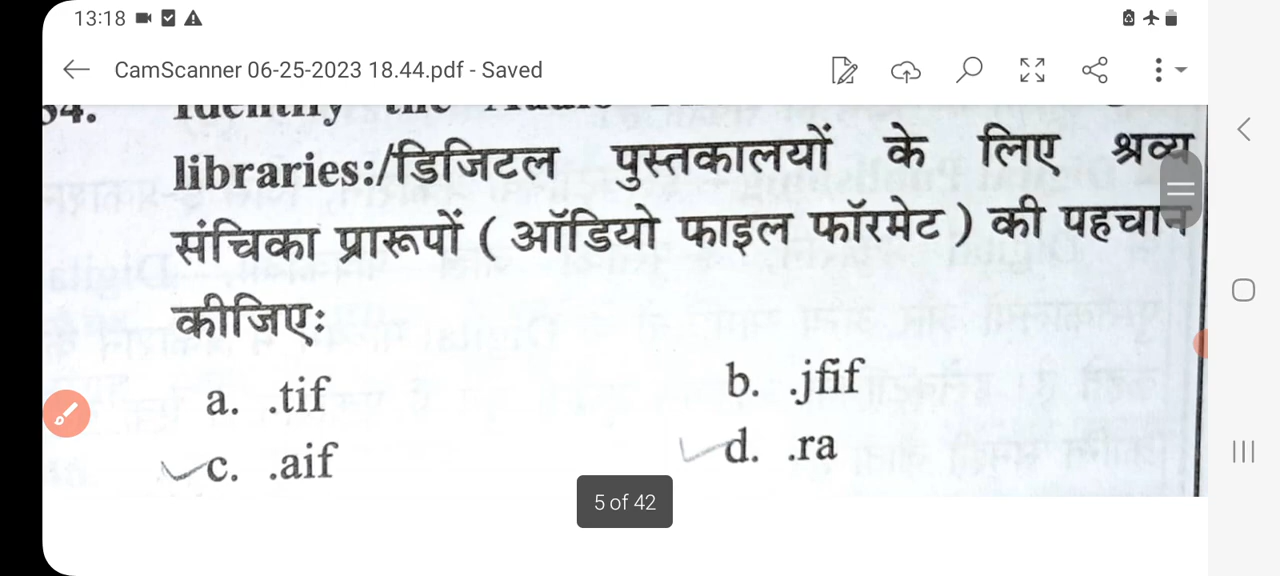 13:18
CamScanner 06-25-2023 18.44.pdf - Saved
libraries:/डिजिटल पुस्तकालयों के लिए श्रव्य
संचिका प्रारूपों ( ऑडियो फाइल फॉरमेट ) की पहचान
कीजिएः
a. .tif
b. .jfif
c. .aif
d. .ra
5 of 42